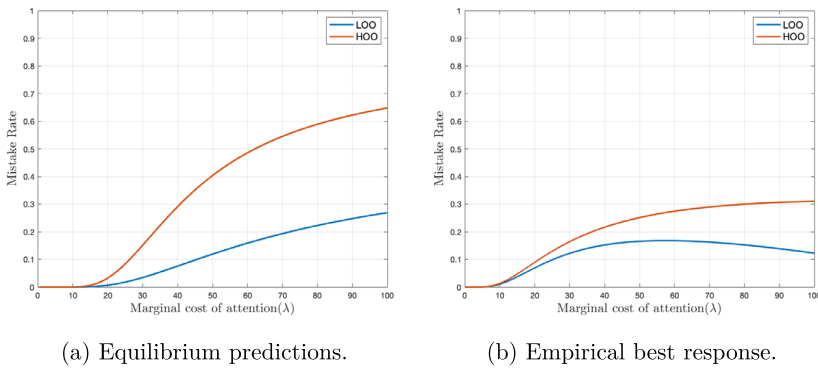 1
0.9
0.8
0.7
0.6
0.5
0.4
0.3
0.2
0.1
0
Mistake Rate
LOO
HOO
0 10 20 30 40 50 60 70 80 90 100
Marginal cost of attention(λ)
(a) Equilibrium predictions.
1
0.9
0.8
0.7
0.6
0.5
0.4
0.3
0.2
0.1
0
Mistake Rate
LOO
HOO
0 10 20 30 40 50 60 70 80 90 100
Marginal cost of attention(λ)
(b) Empirical best response.